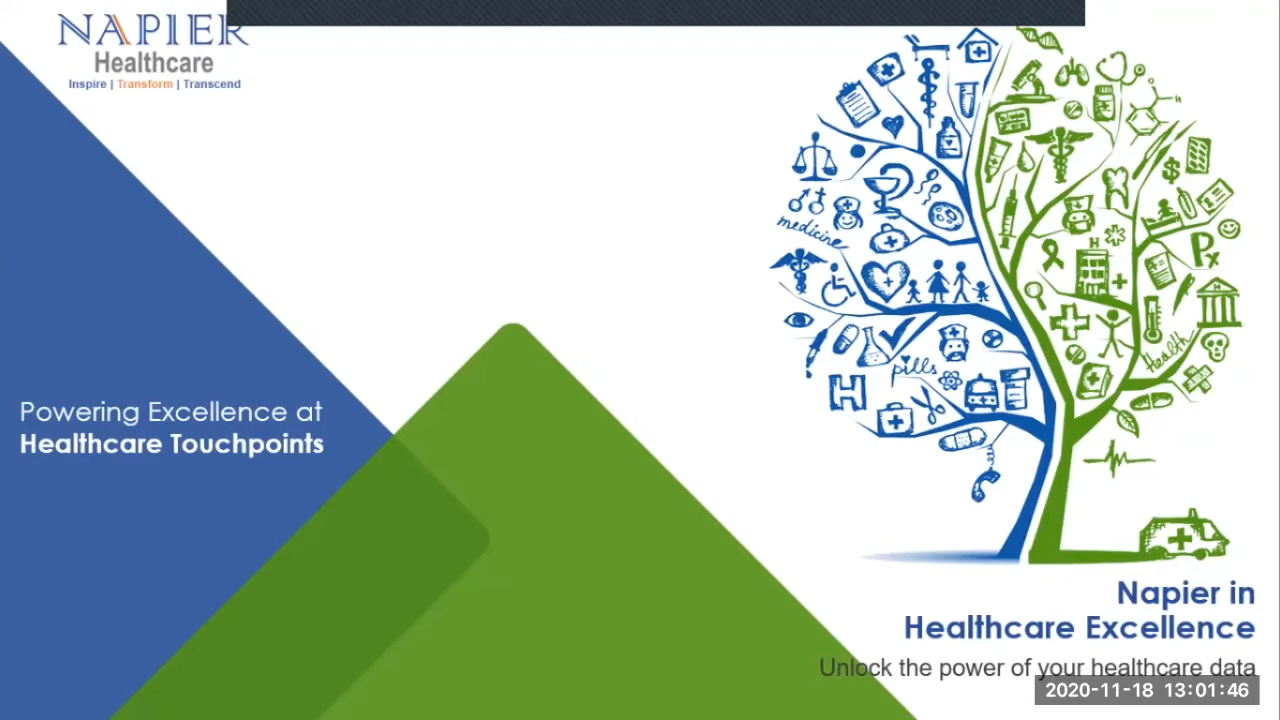 NAPIER
Healthcare
Inspire | Transform | Transcend
medicine
pills
H
H
Rx
$
Health
H
Powering Excellence at
Healthcare Touchpoints
Napier in
Healthcare Excellence
Unlock the power of your healthcare data
2020-11-18 13:01:46